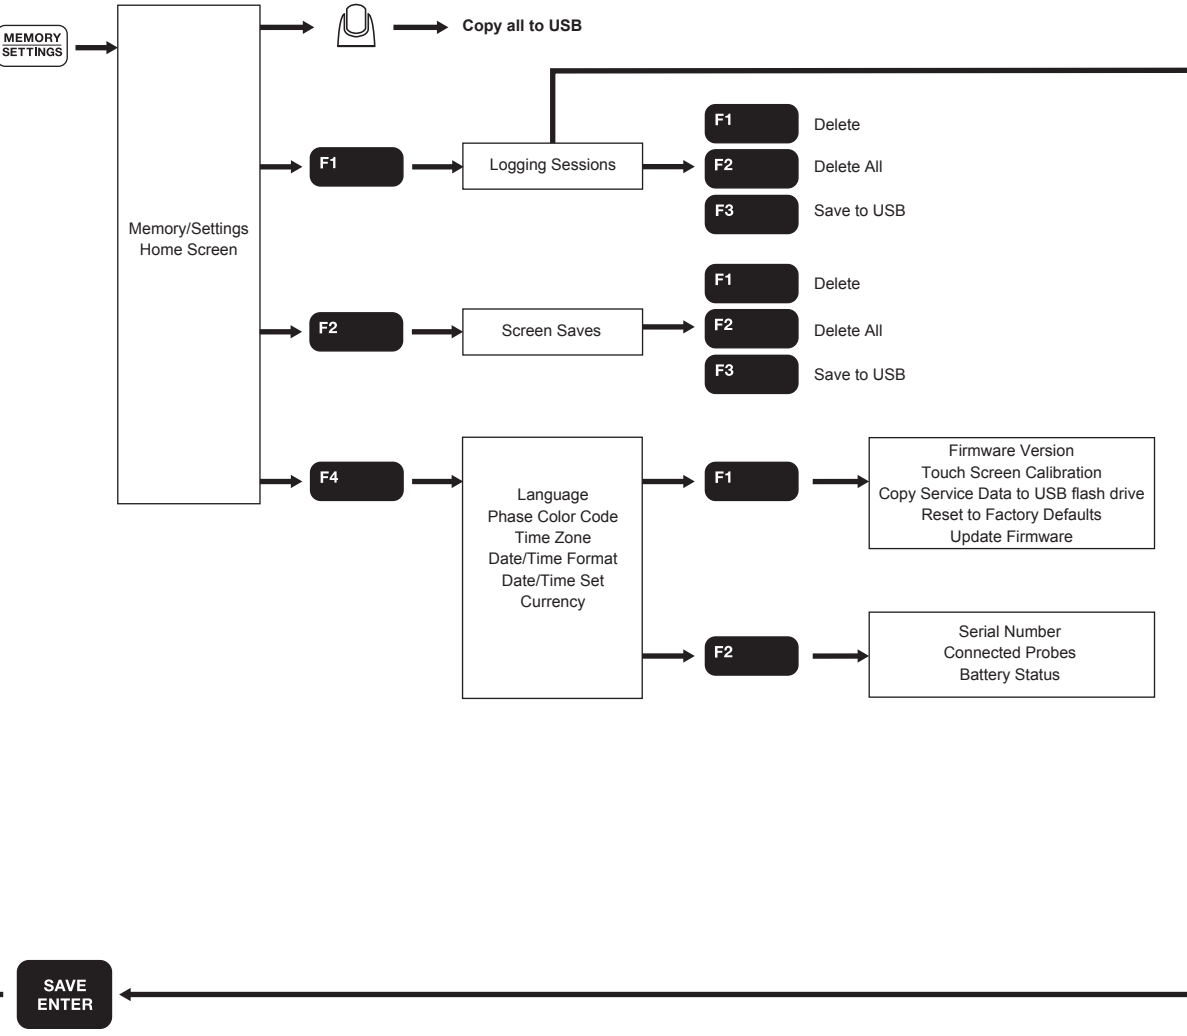 MEMORY
SETTINGS
Memory/Settings
Home Screen
Copy all to USB
F1
Logging Sessions
F1
Delete
F2
Delete All
F3
Save to USB
F2
Screen Saves
F1
Delete
F2
Delete All
F3
Save to USB
F4
Language
Phase Color Code
Time Zone
Date/Time Format
Date/Time Set
Currency
F1
Firmware Version
Touch Screen Calibration
Copy Service Data to USB flash drive
Reset to Factory Defaults
Update Firmware
F2
Serial Number
Connected Probes
Battery Status
SAVE
ENTER